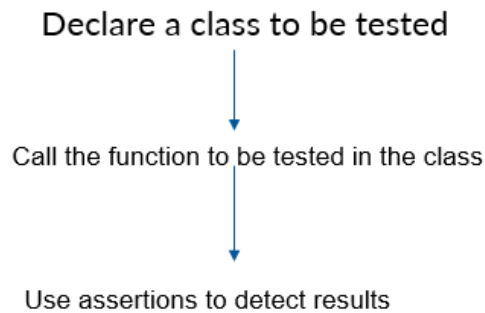 Declare a class to be tested
Call the function to be tested in the class
Use assertions to detect results